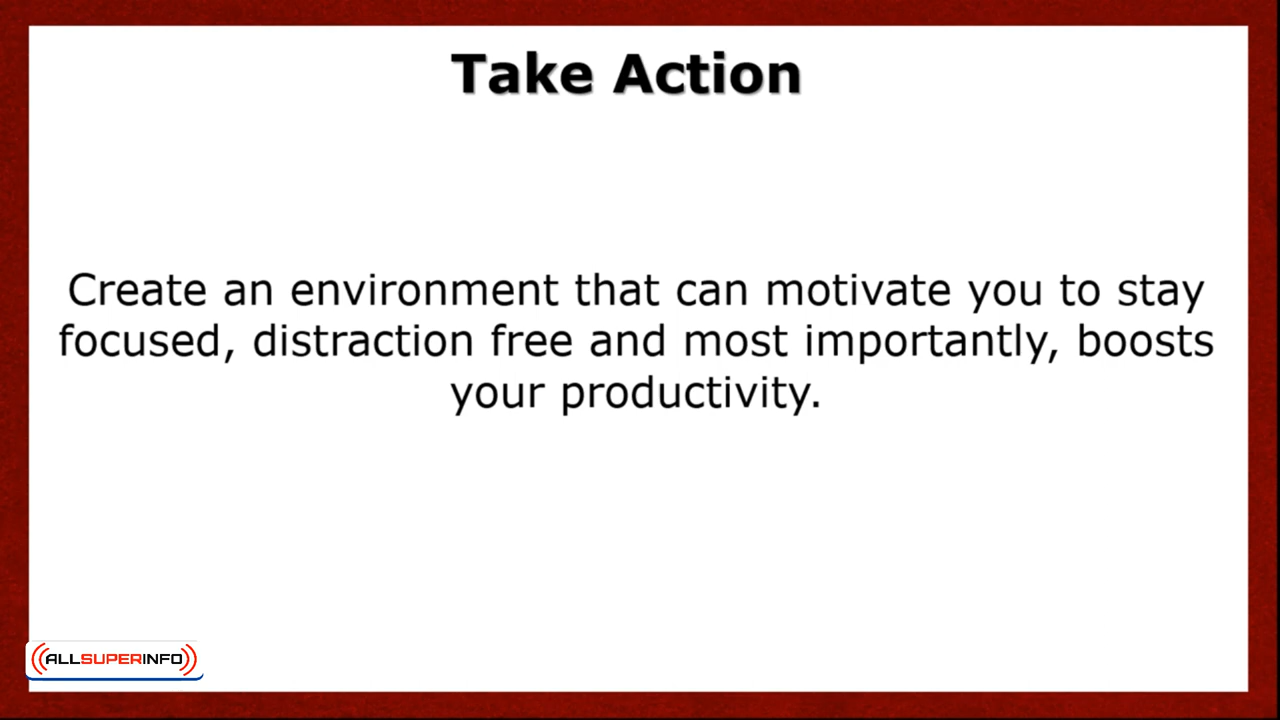 Take Action
Create an environment that can motivate you to stay
focused, distraction free and most importantly, boosts
your productivity.
ALLSUPERINFO